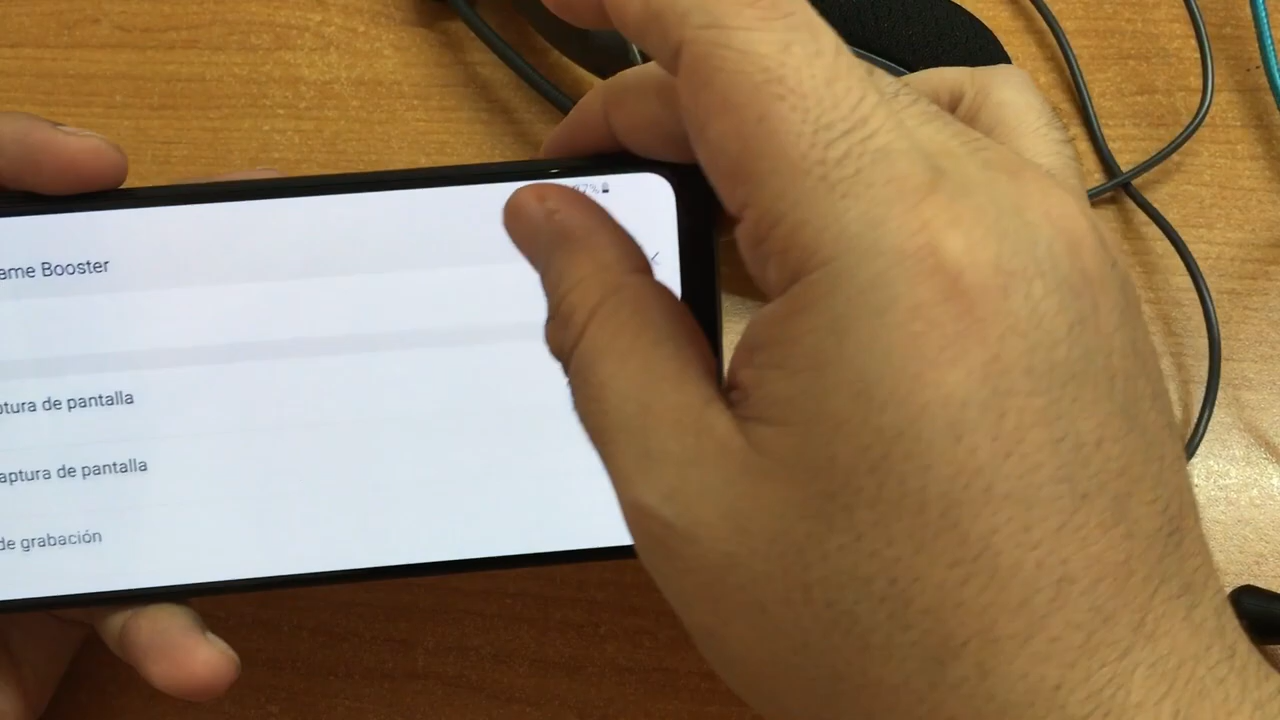 ame Booster
ptura de pantalla
aptura de pantalla
de grabación